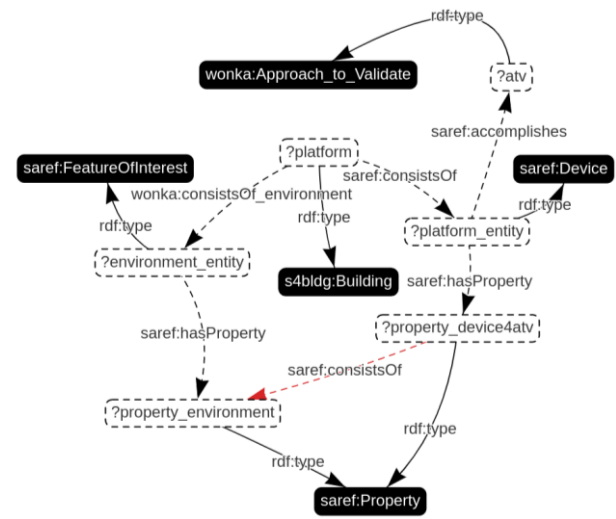 rdf:type
wonka:Approach_to_Validate
?atv
saref:accomplishes
?platform
saref:FeatureOfInterest
saref:consistsOf
saref:Device
wonka:consistsOf_environment
rdf:type
rdf:type
rdf:type
?platform_entity
?environment_entity
s4bldg:Building
saref:hasProperty
?property_device4atv
saref:hasProperty
saref:consistsOf
?property_environment
rdf:type
rdf:type
saref:Property